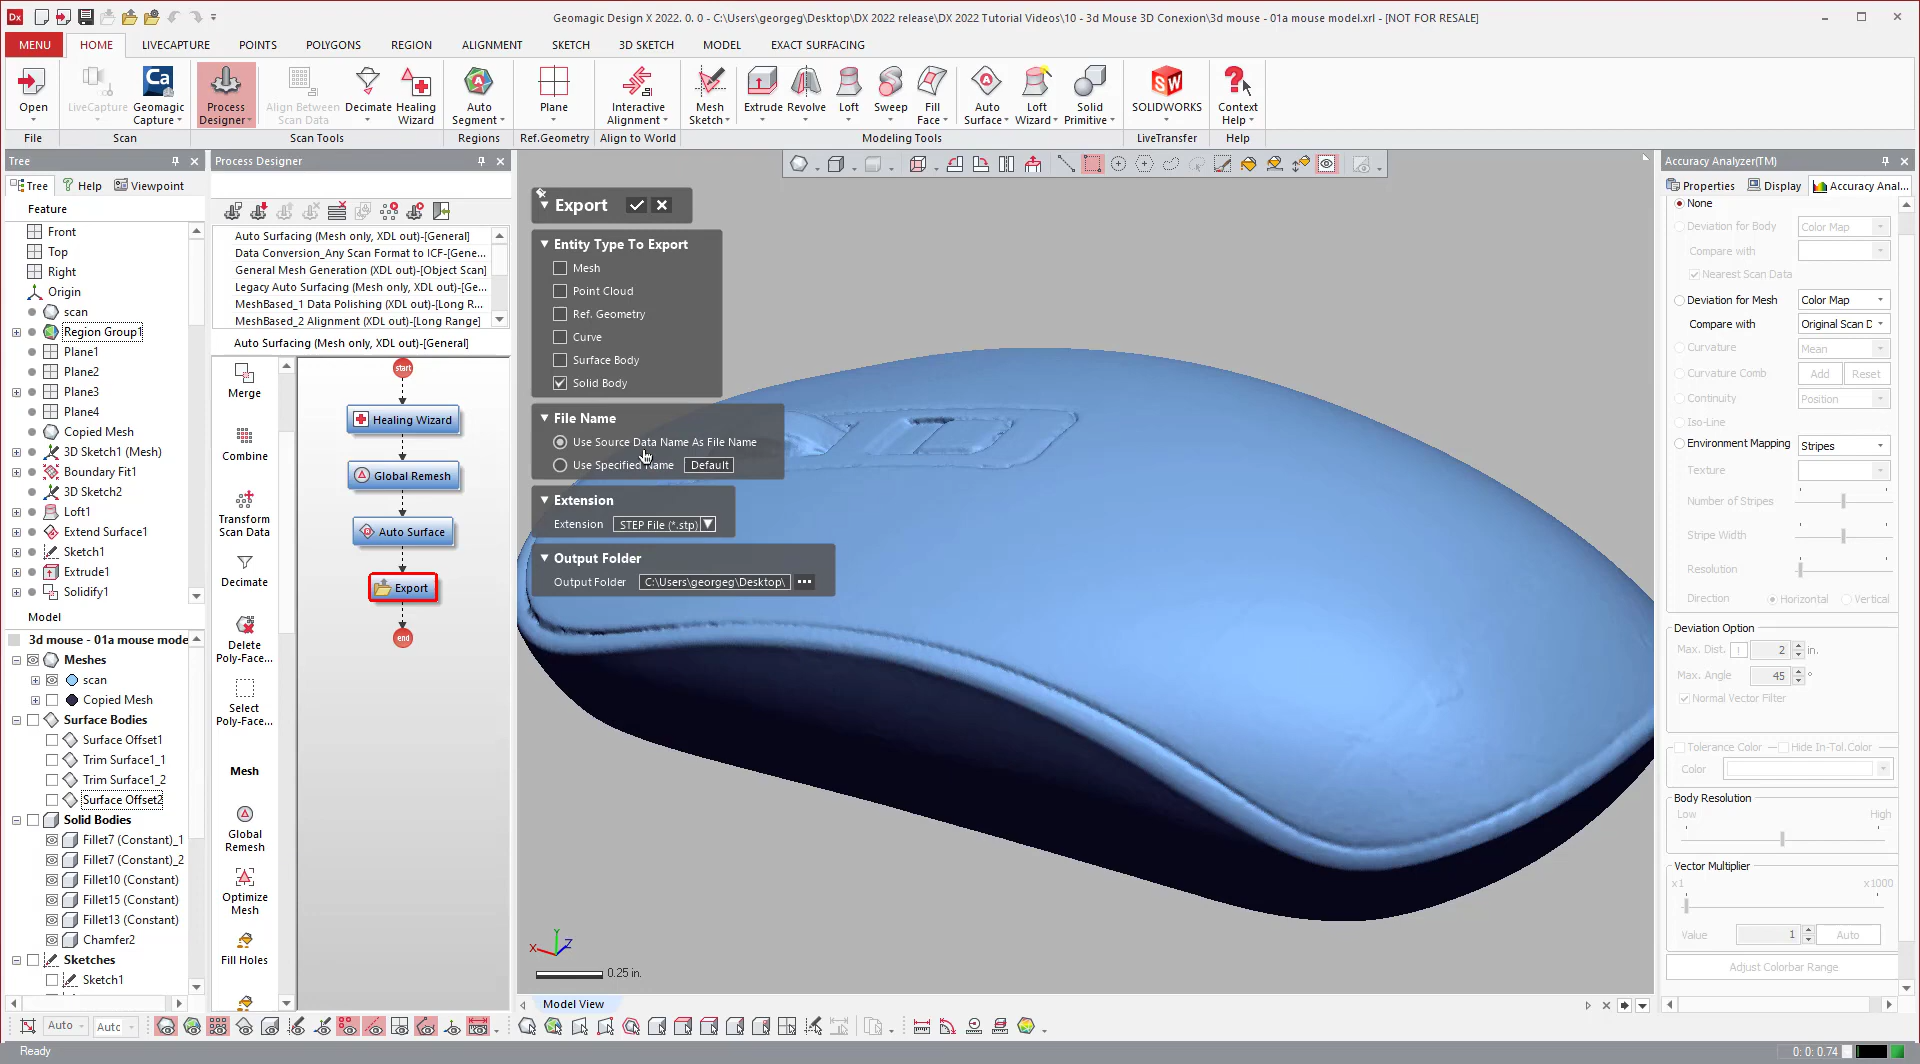 Dx
Geomagic Design X 2022. 0. 0 - C:\Users\georgeg\Desktop\DX 2022 release\DX 2022 Tutorial Videos\10 - 3d Mouse 3D Conexion\3d mouse - 01a mouse model.xrl - [NOT FOR RESALE]
MENU HOME LIVECAPTURE POINTS POLYGONS REGION ALIGNMENT SKETCH 3D SKETCH MODEL EXACT SURFACING
Open
LiveCapture
Ca
Geomagic Capture
Process Designer
Align Between Scan Data
Decimate
Healing Wizard
Auto Segment
Plane
Interactive Alignment
Mesh Sketch
Extrude
Revolve
Loft
Sweep
Fill Face
Auto Surface
Loft Wizard
Solid Primitive
SW
SOLIDWORKS
Context Help
File Scan Scan Tools Regions Ref.Geometry Align to World Modeling Tools LiveTransfer Help
Tree
Tree Help Viewpoint
Feature
Front
Top
Right
Origin
scan
Region Group1
Plane1
Plane2
Plane3
Plane4
Copied Mesh
3D Sketch1 (Mesh)
Boundary Fit1
3D Sketch2
Loft1
Extend Surface1
Sketch1
Extrude1
Solidify1
Model
3d mouse - 01a mouse mode
Meshes
scan
Copied Mesh
Surface Bodies
Surface Offset1
Trim Surface1_1
Trim Surface1_2
Surface Offset2
Solid Bodies
Fillet7 (Constant)_1
Fillet7 (Constant)_2
Fillet10 (Constant)
Fillet15 (Constant)
Fillet13 (Constant)
Chamfer2
Sketches
Sketch1
Process Designer
Auto Surfacing (Mesh only, XDL out)-[General]
Data Conversion_Any Scan Format to ICF-[Gene...
General Mesh Generation (XDL out)-[Object Scan]
Legacy Auto Surfacing (XDL out)-[Ge...
MeshBased_1 Data Polishing (XDL out)-[Long R...
MeshBased_2 Alignment (XDL out)-[Long Range]
Auto Surfacing (Mesh only, XDL out)-[General]
Merge
Combine
Transform Scan Data
Decimate
Delete Poly-Face...
Select Poly-Face...
Mesh
Global Remesh
Optimize Mesh
Fill Holes
start
Healing Wizard
Global Remesh
Auto Surface
Export
end
Export
Entity Type To Export
Mesh
Point Cloud
Ref. Geometry
Curve
Surface Body
Solid Body
File Name
Use Source Data Name As File Name
Use Specified Name Default
Extension
Extension STEP File (*.stp)
Output Folder
Output Folder C:\Users\georgeg\Desktop\ •••
X Y Z
0.25 in.
Model View
Accuracy Analyzer(TM)
Properties Display Accuracy Anal...
None
Deviation for Body Color Map
Compare with
Nearest Scan Data
Deviation for Mesh Color Map
Compare with Original Scan D
Curvature Mean
Curvature Comb Add Reset
Continuity Position
Iso-Line
Environment Mapping Stripes
Texture
Number of Stripes
Stripe Width
Resolution
Direction Horizontal Vertical
Deviation Option
Max. Dist. 2 in.
Max. Angle 45 °
Normal Vector Filter
Tolerance Color Hide In-Tol.Color
Color
Body Resolution
Low High
Vector Multiplier
x1 x1000
Value 1 Auto
Adjust Colorbar Range
Auto Autc
Ready
0: 0: 0.74